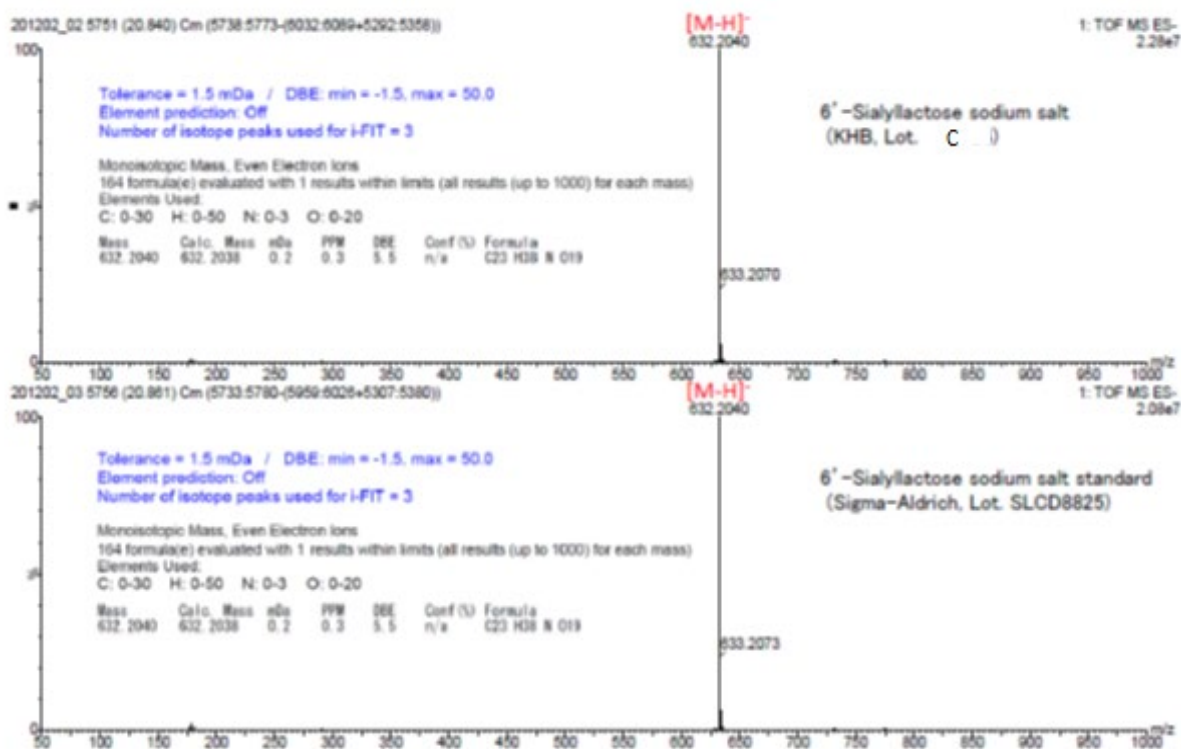 201202_02 5751 (20.840) Cm (5738:5773-(6032:6089+5292:5358))
[M-H]⁻
1: TOF MS ES-
632.2040
2.28e7
100
Tolerance = 1.5 mDa / DBE: min = -1.5, max = 50.0
Element prediction: Off
Number of isotope peaks used for i-FIT = 3
6'-Sialyllactose sodium salt
(KHB, Lot. C )
Monoisotopic Mass, Even Electron Ions
164 formula(e) evaluated with 1 results within limits (all results (up to 1000) for each mass)
Elements Used:
C: 0-30 H: 0-50 N: 0-3 O: 0-20
%
Mass Calc. Mass mDa PPM DBE Conf(%) Formula
632.2040 632.2038 0.2 0.3 5.5 n/a C23 H38 N O19
633.2070
0
50 100 150 200 250 300 350 400 450 500 550 600 650 700 750 800 850 900 950 1000 m/z
201202_03 5756 (20.861) Cm (5733:5780-(5959:6026+5307:5380))
[M-H]⁻
1: TOF MS ES-
632.2040
2.08e7
100
Tolerance = 1.5 mDa / DBE: min = -1.5, max = 50.0
Element prediction: Off
Number of isotope peaks used for i-FIT = 3
6'-Sialyllactose sodium salt standard
(Sigma-Aldrich, Lot. SLCD8825)
Monoisotopic Mass, Even Electron Ions
164 formula(e) evaluated with 1 results within limits (all results (up to 1000) for each mass)
Elements Used:
C: 0-30 H: 0-50 N: 0-3 O: 0-20
%
Mass Calc. Mass mDa PPM DBE Conf(%) Formula
632.2040 632.2038 0.2 0.3 5.5 n/a C23 H38 N O19
633.2073
0
50 100 150 200 250 300 350 400 450 500 550 600 650 700 750 800 850 900 950 1000 m/z